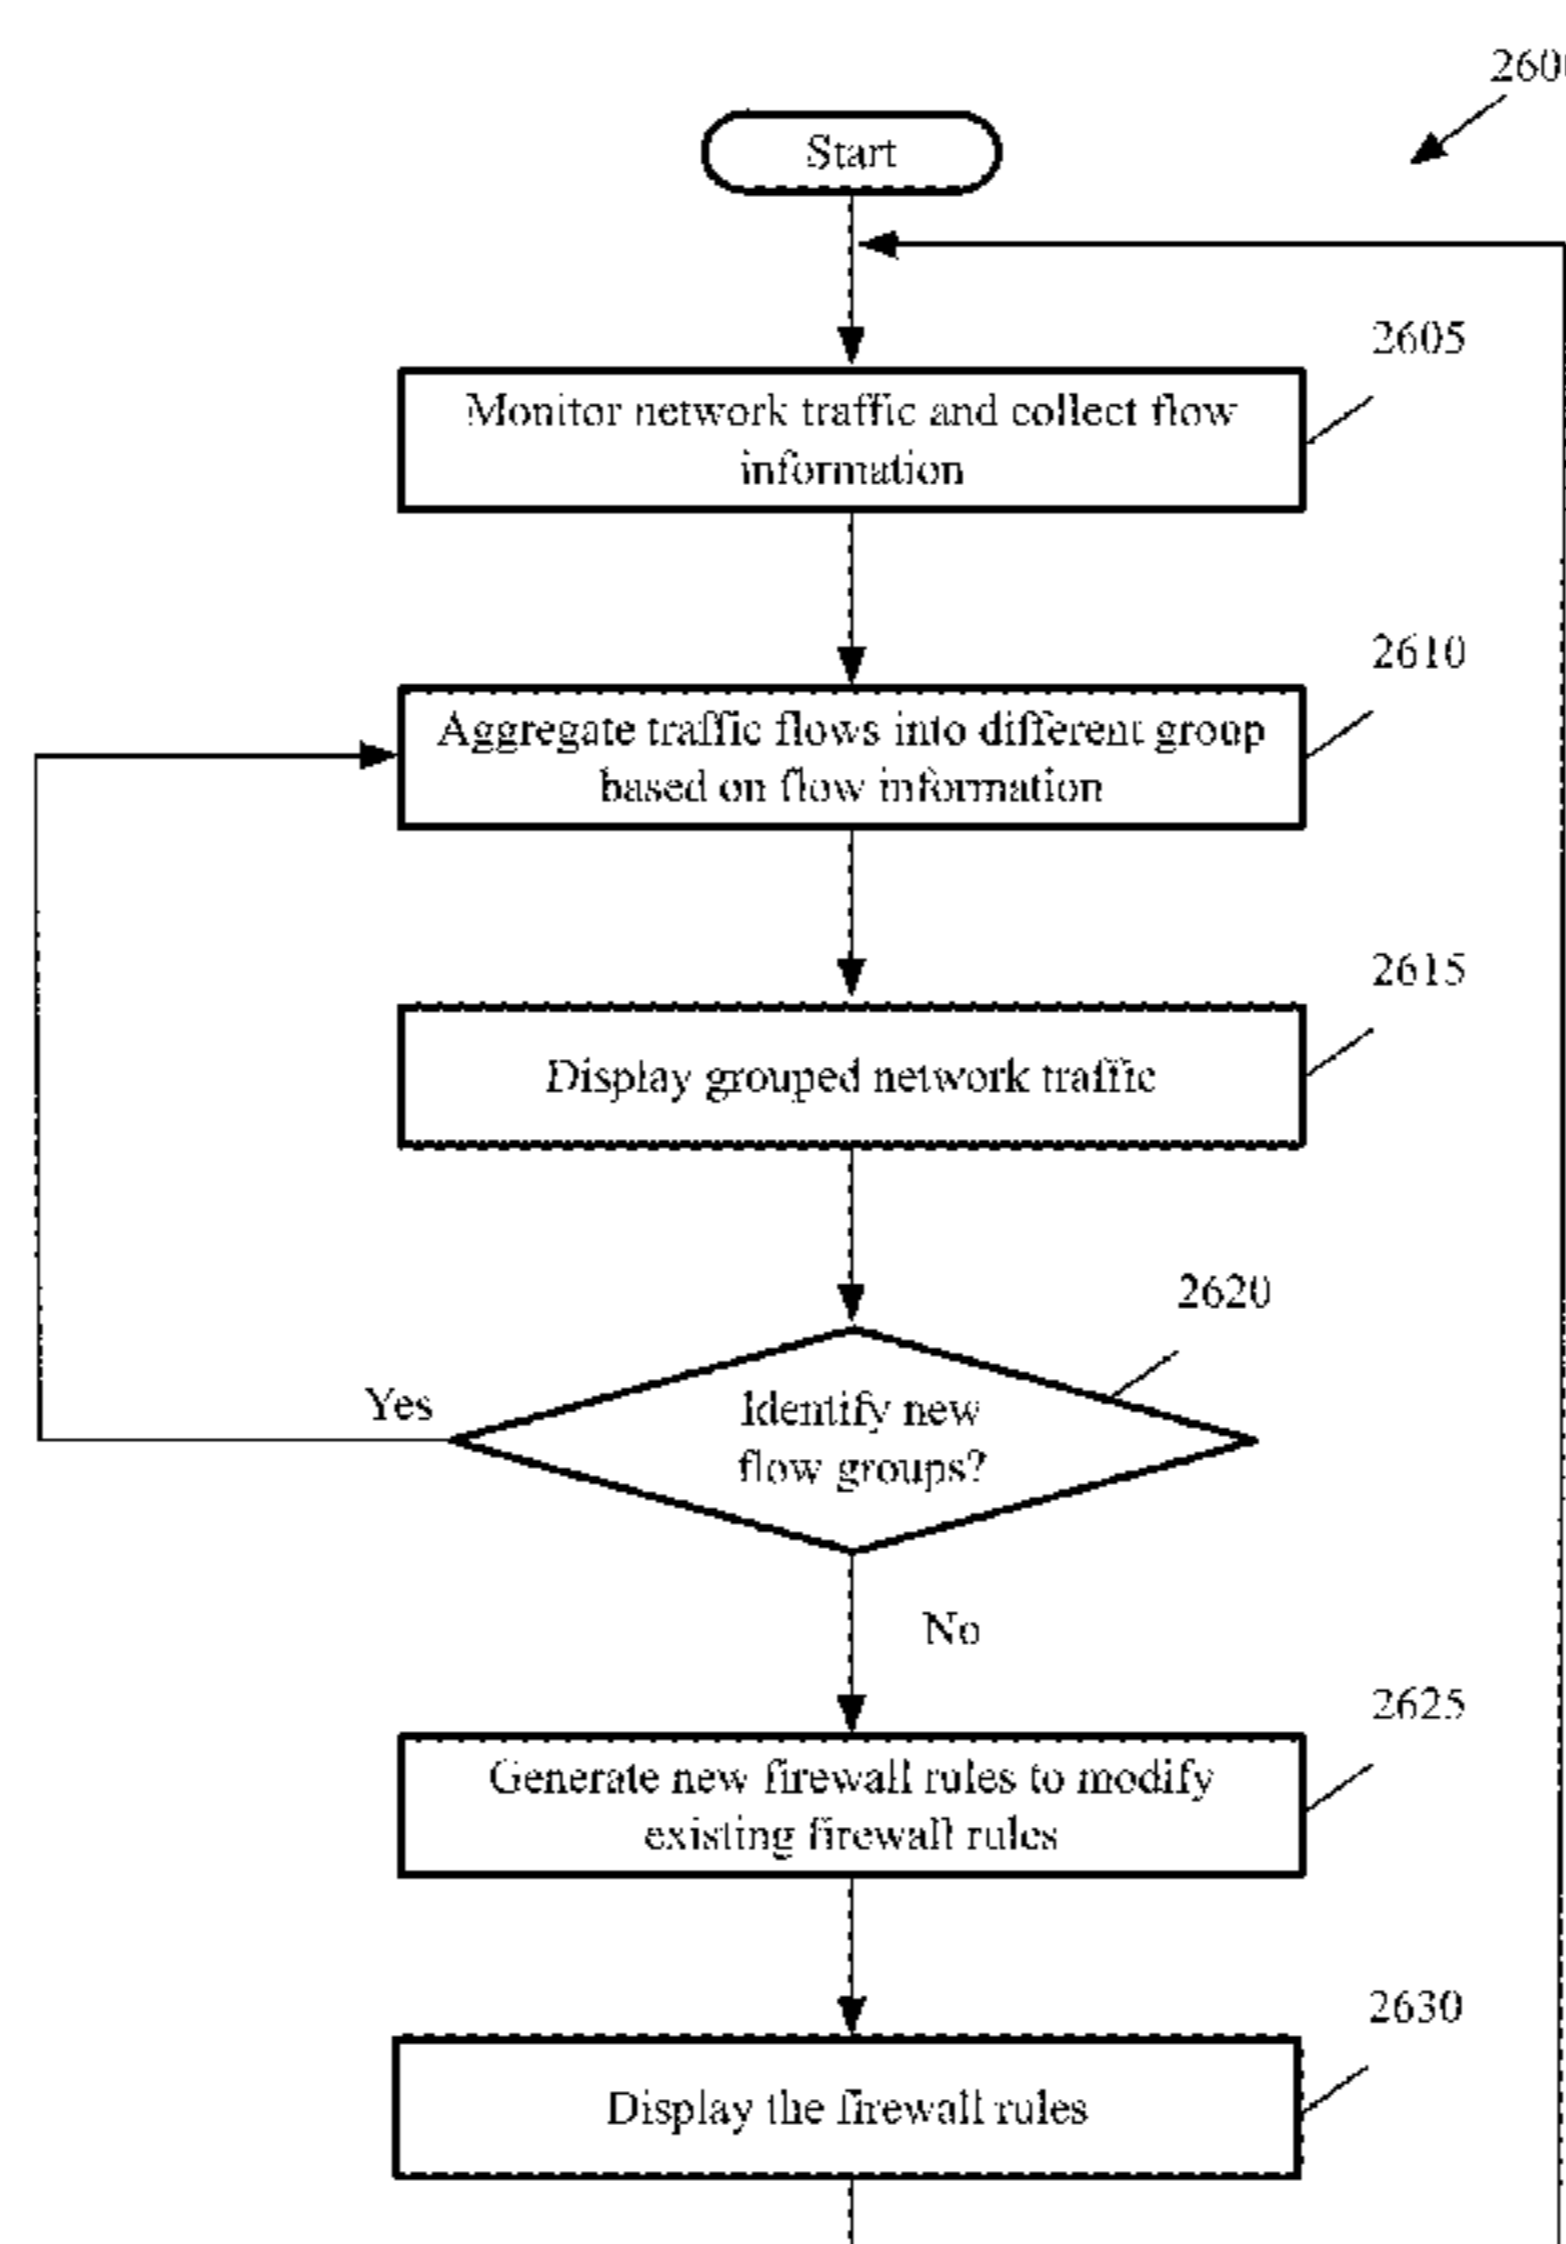 Start
2605
Monitor network traffic and collect flow
information
2610
Aggregate traffic flows into different group
based on flow information
2615
Display grouped network traffic
2620
Identify new
flow groups?
Yes
No
2625
Generate new firewall rules to modify
existing firewall rules
2630
Display the firewall rules